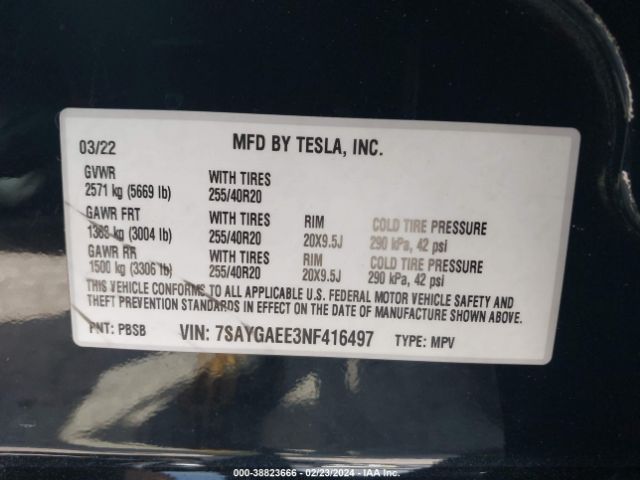 03/22 MFD BY TESLA, INC.
GVWR WITH TIRES
2571 kg (5669 lb) 255/40R20
GAWR FRT WITH TIRES RIM COLD TIRE PRESSURE
1363 kg (3004 lb) 255/40R20 20X9.5J 290 kPa, 42 psi
GAWR RR WITH TIRES RIM COLD TIRE PRESSURE
1500 kg (3306 lb) 255/40R20 20X9.5J 290 kPa, 42 psi
THIS VEHICLE CONFORMS TO ALL APPLICABLE U.S. FEDERAL MOTOR VEHICLE SAFETY AND
THEFT PREVENTION STANDARDS IN EFFECT ON THE DATE OF MANUFACTURE SHOWN ABOVE.
PNT: PBSB VIN: 7SAYGAEE3NF416497 TYPE: MPV
000-38823666 - 02/23/2024 - IAA Inc.